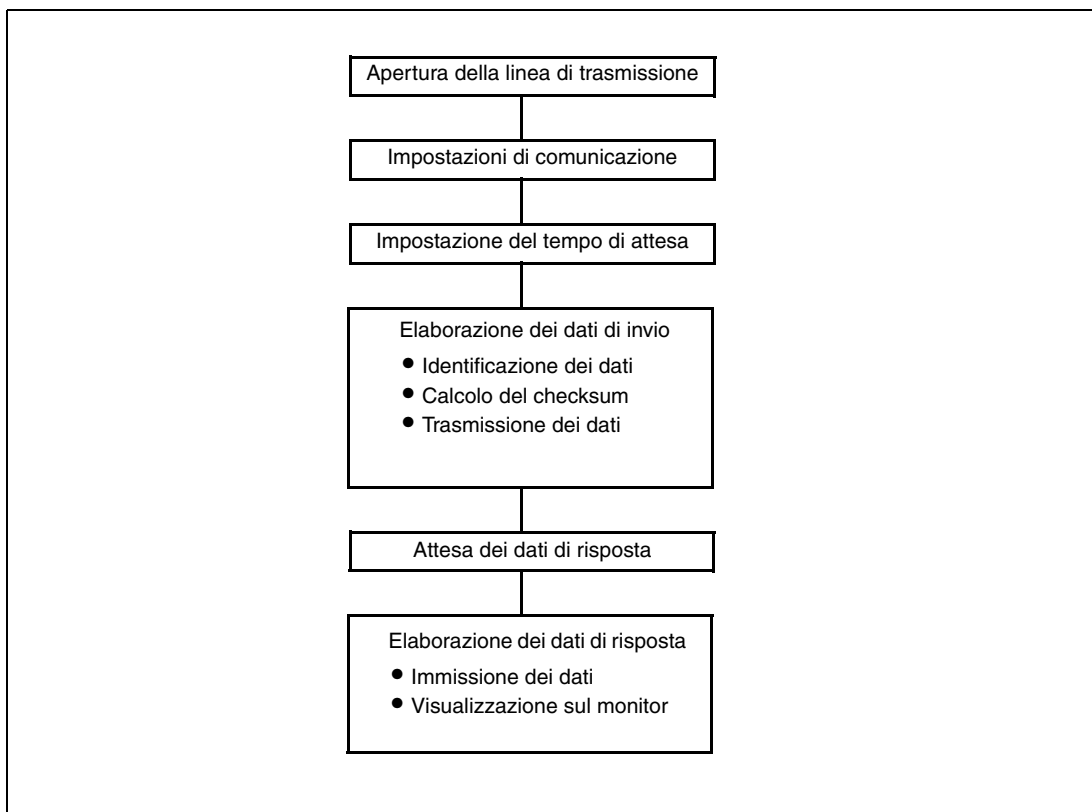 Apertura della linea di trasmissione
Impostazioni di comunicazione
Impostazione del tempo di attesa
Elaborazione dei dati di invio
● Identificazione dei dati
● Calcolo del checksum
● Trasmissione dei dati
Attesa dei dati di risposta
Elaborazione dei dati di risposta
● Immissione dei dati
● Visualizzazione sul monitor